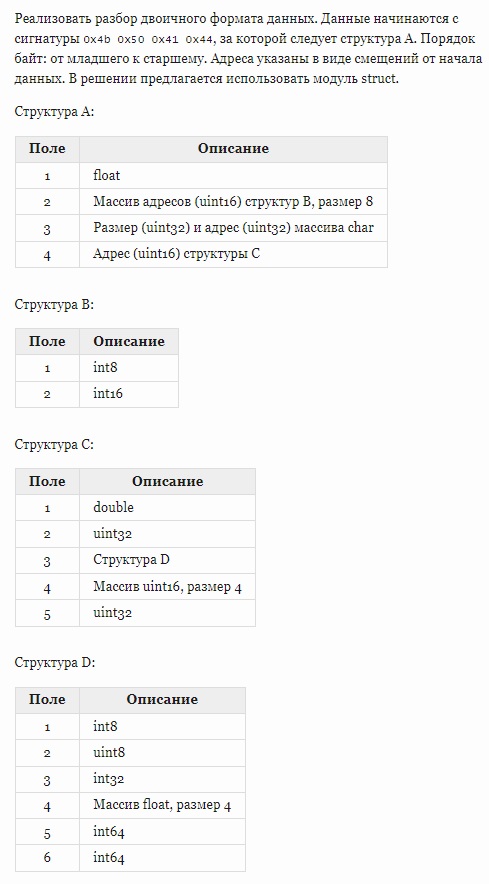 Реализовать разбор двоичного формата данных. Данные начинаются с
сигнатуры 0x4b 0x50 0x41 0x44, за которой следует структура A. Порядок
байт: от младшего к старшему. Адреса указаны в виде смещений от начала
данных. В решении предлагается использовать модуль struct.
Структура A:
Поле Описание
1 float
2 Массив адресов (uint16) структур B, размер 8
3 Размер (uint32) и адрес (uint32) массива char
4 Адрес (uint16) структуры C
Структура B:
Поле Описание
1 int8
2 int16
Структура C:
Поле Описание
1 double
2 uint32
3 Структура D
4 Массив uint16, размер 4
5 uint32
Структура D:
Поле Описание
1 int8
2 uint8
3 int32
4 Массив float, размер 4
5 int64
6 int64